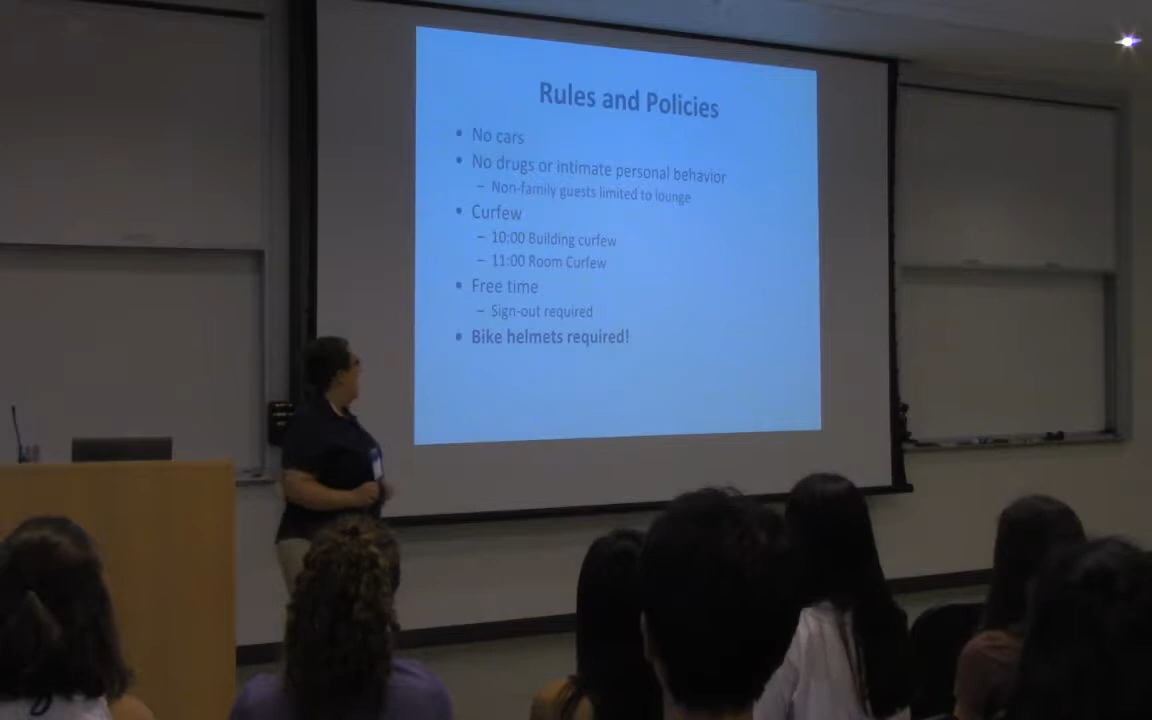 Rules and Policies
• No cars
• No drugs or intimate personal behavior
– Non-family guests limited to lounge
• Curfew
– 10:00 Building curfew
– 11:00 Room Curfew
• Free time
– Sign-out required
• Bike helmets required!